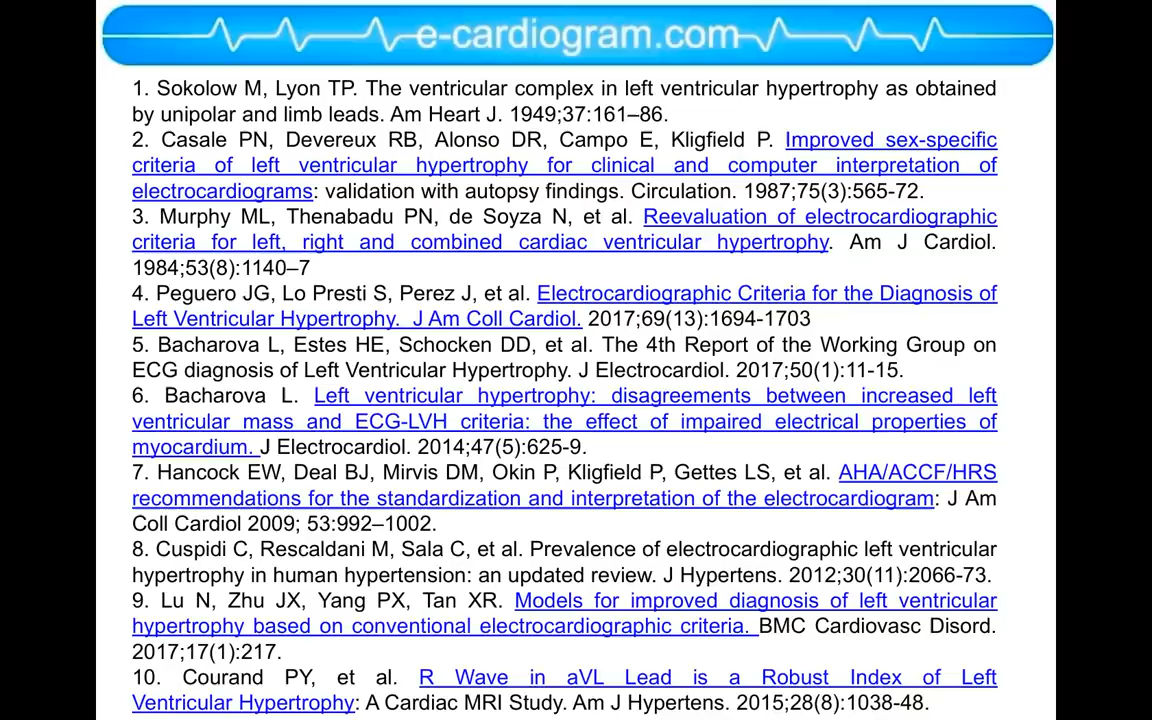 e-cardiogram.com
1. Sokolow M, Lyon TP. The ventricular complex in left ventricular hypertrophy as obtained
by unipolar and limb leads. Am Heart J. 1949;37:161–86.
2. Casale PN, Devereux RB, Alonso DR, Campo E, Kligfield P. Improved sex-specific
criteria of left ventricular hypertrophy for clinical and computer interpretation of
electrocardiograms: validation with autopsy findings. Circulation. 1987;75(3):565-72.
3. Murphy ML, Thenabadu PN, de Soyza N, et al. Reevaluation of electrocardiographic
criteria for left, right and combined cardiac ventricular hypertrophy. Am J Cardiol.
1984;53(8):1140–7
4. Peguero JG, Lo Presti S, Perez J, et al. Electrocardiographic Criteria for the Diagnosis of
Left Ventricular Hypertrophy. J Am Coll Cardiol. 2017;69(13):1694-1703
5. Bacharova L, Estes HE, Schocken DD, et al. The 4th Report of the Working Group on
ECG diagnosis of Left Ventricular Hypertrophy. J Electrocardiol. 2017;50(1):11-15.
6. Bacharova L. Left ventricular hypertrophy: disagreements between increased left
ventricular mass and ECG-LVH criteria: the effect of impaired electrical properties of
myocardium. J Electrocardiol. 2014;47(5):625-9.
7. Hancock EW, Deal BJ, Mirvis DM, Okin P, Kligfield P, Gettes LS, et al. AHA/ACCF/HRS
recommendations for the standardization and interpretation of the electrocardiogram: J Am
Coll Cardiol 2009; 53:992–1002.
8. Cuspidi C, Rescaldani M, Sala C, et al. Prevalence of electrocardiographic left ventricular
hypertrophy in human hypertension: an updated review. J Hypertens. 2012;30(11):2066-73.
9. Lu N, Zhu JX, Yang PX, Tan XR. Models for improved diagnosis of left ventricular
hypertrophy based on conventional electrocardiographic criteria. BMC Cardiovasc Disord.
2017;17(1):217.
10. Courand PY, et al. R Wave in aVL Lead is a Robust Index of Left
Ventricular Hypertrophy: A Cardiac MRI Study. Am J Hypertens. 2015;28(8):1038-48.